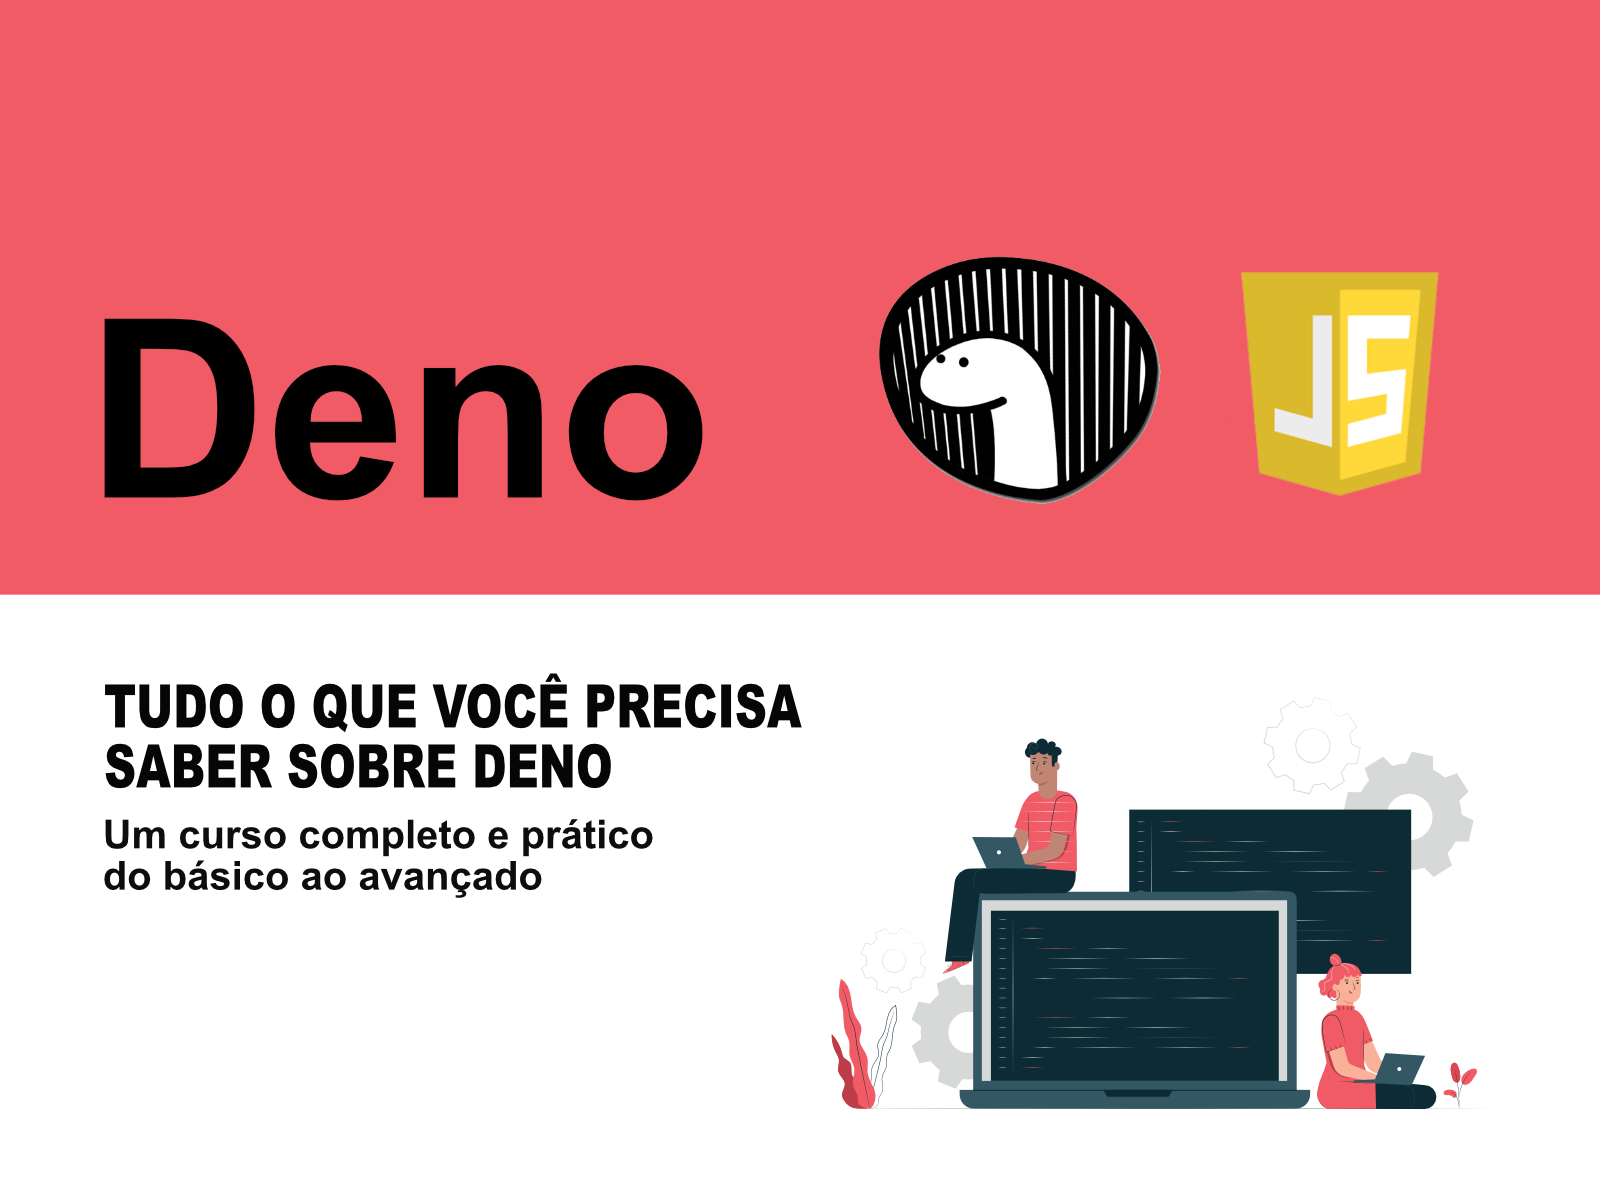 Deno
JS
TUDO O QUE VOCÊ PRECISA
SABER SOBRE DENO
Um curso completo e prático
do básico ao avançado